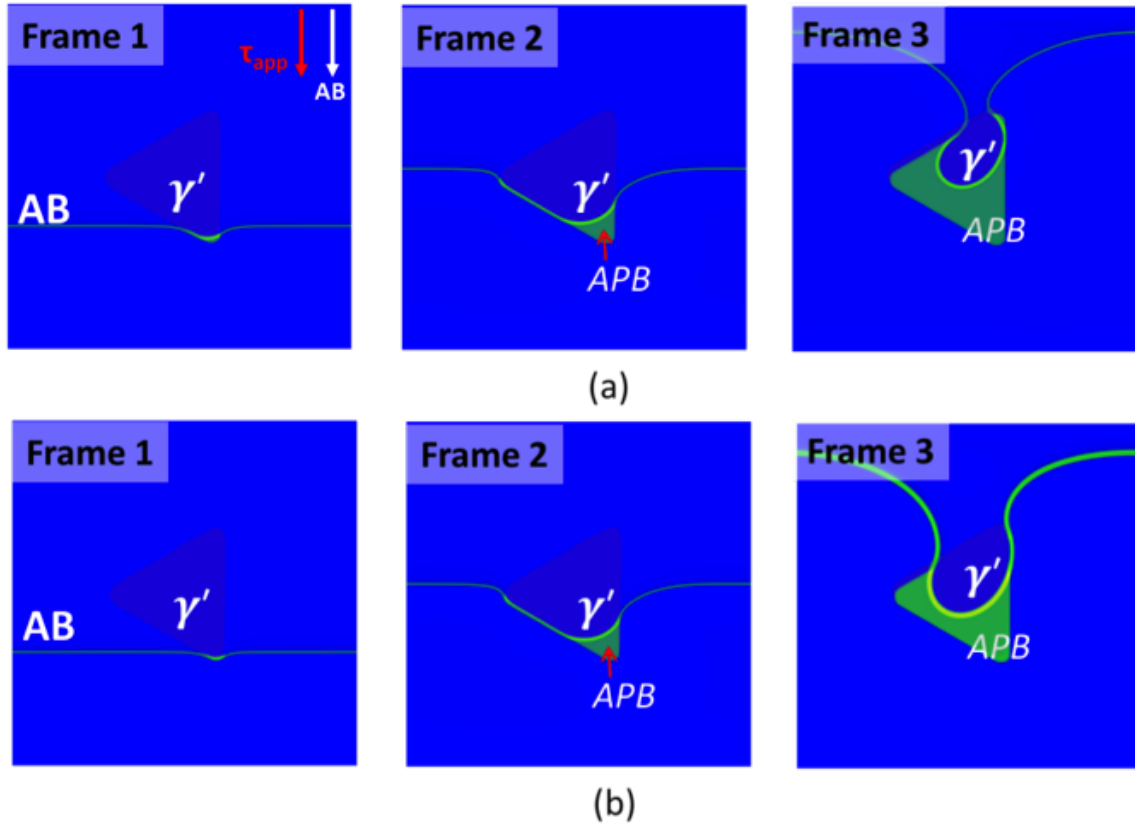 Frame 1
τapp
AB
AB
γ′
Frame 2
γ′
APB
Frame 3
γ′
APB
(a)
Frame 1
AB
γ′
Frame 2
γ′
APB
Frame 3
γ′
APB
(b)